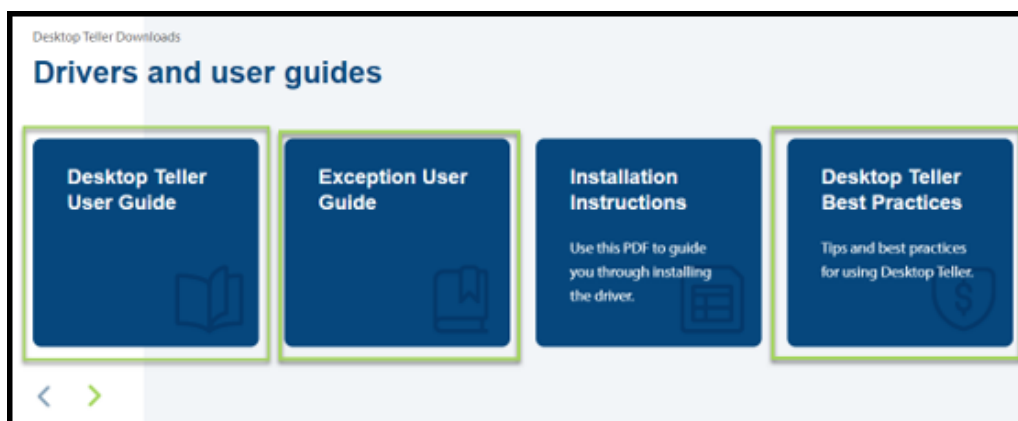 Desktop Teller Downloads
Drivers and user guides
Desktop Teller
User Guide
Exception User
Guide
Installation
Instructions
Use this PDF to guide
you through installing
the driver.
Desktop Teller
Best Practices
Tips and best practices
for using Desktop Teller.